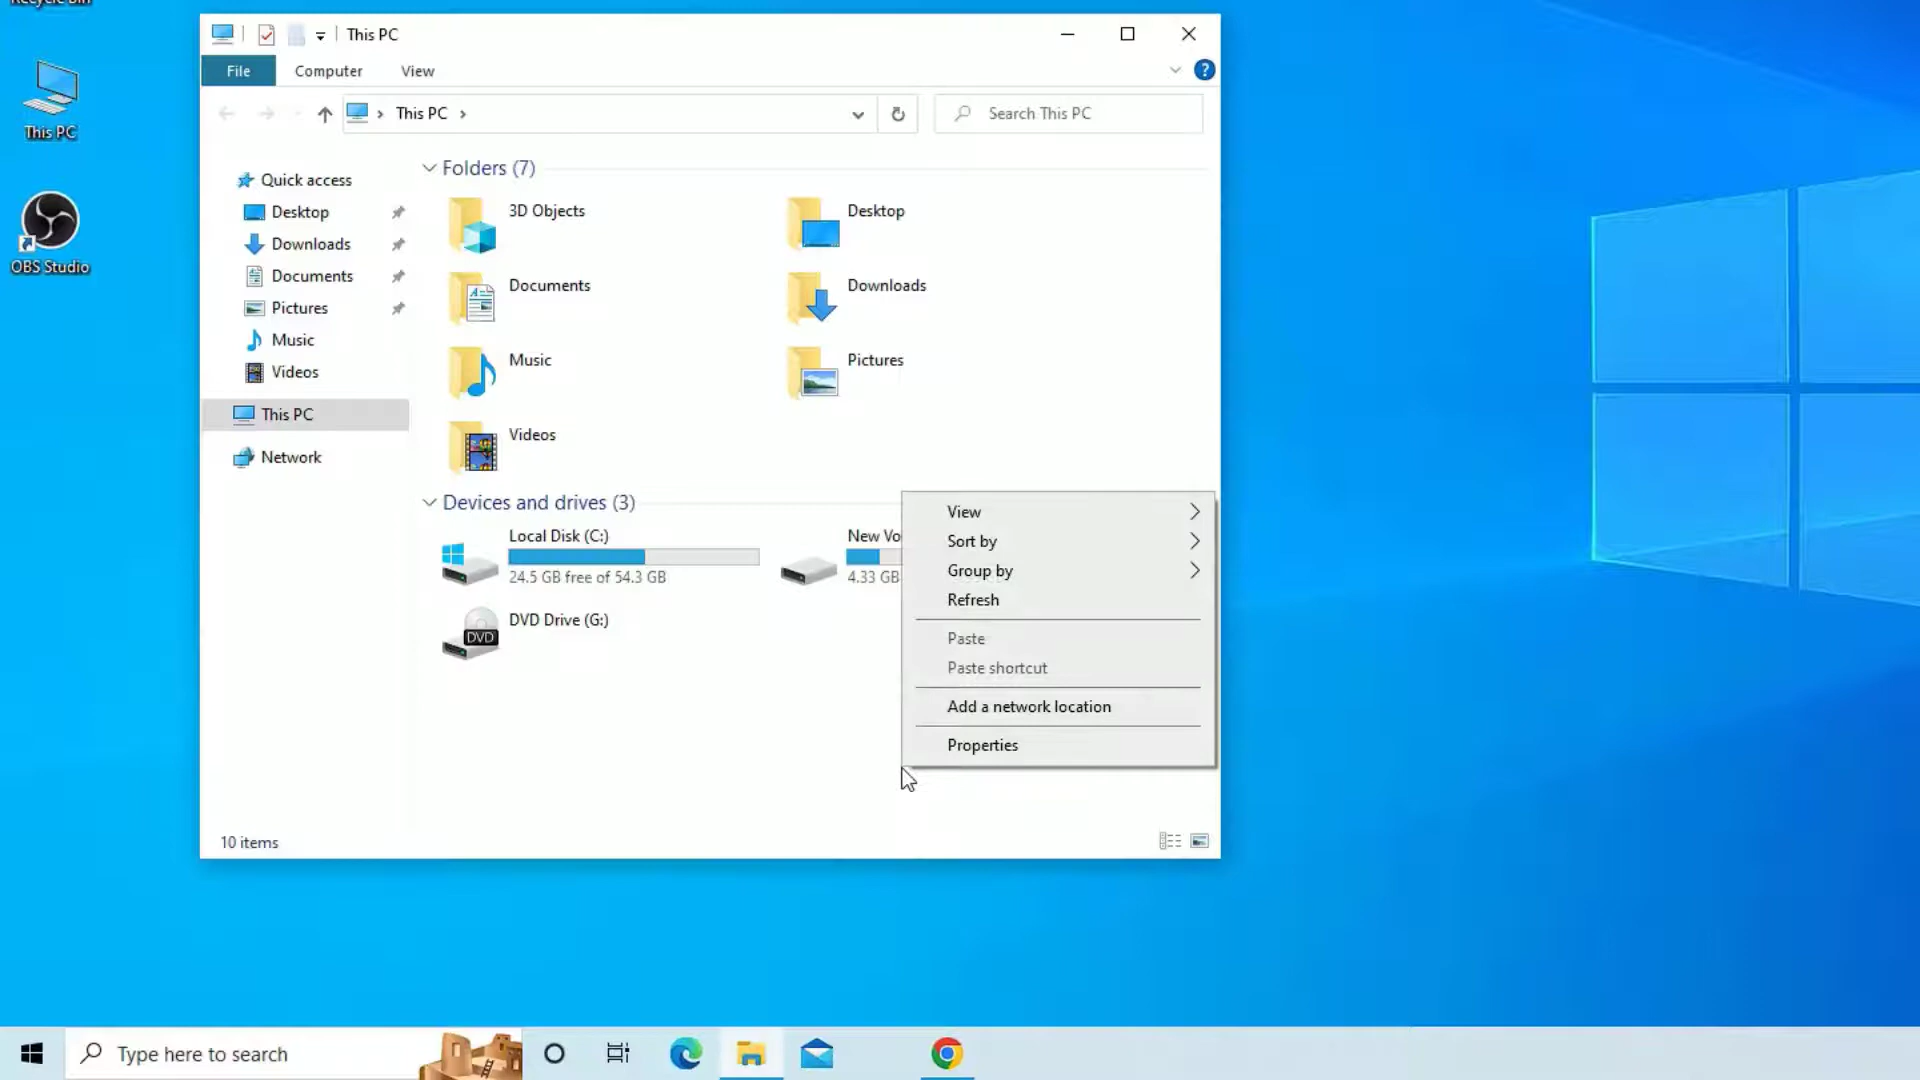 Recycle Bin
This PC
OBS Studio
This PC
File Computer View
This PC
Search This PC
Quick access
Desktop
Downloads
Documents
Pictures
Music
Videos
This PC
Network
Folders (7)
3D Objects
Desktop
Documents
Downloads
Music
Pictures
Videos
Devices and drives (3)
Local Disk (C:)
24.5 GB free of 54.3 GB
New Vo
4.33 GB
DVD
DVD Drive (G:)
View
Sort by
Group by
Refresh
Paste
Paste shortcut
Add a network location
Properties
10 items
Type here to search